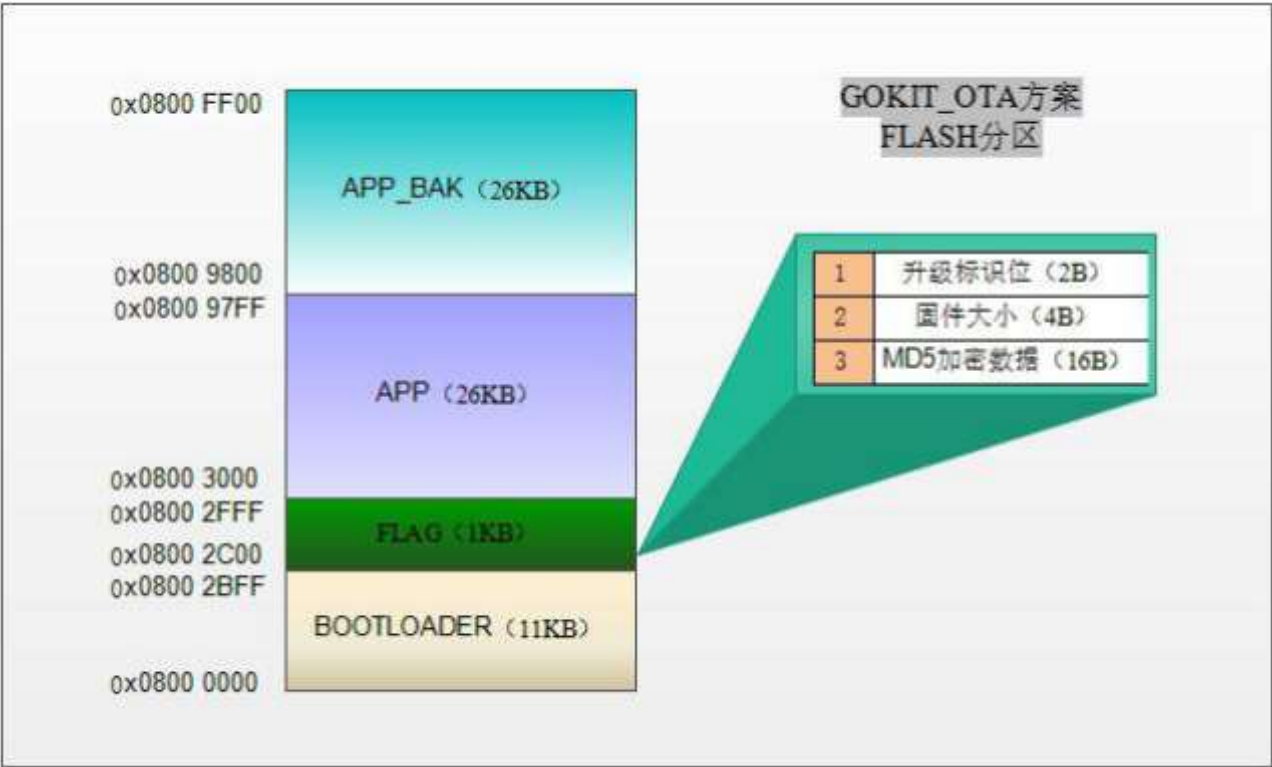 GOKIT_OTA方案
FLASH分区
0x0800 FF00
APP_BAK（26KB）
0x0800 9800
0x0800 97FF
APP（26KB）
0x0800 3000
0x0800 2FFF
FLAG（1KB）
0x0800 2C00
0x0800 2BFF
BOOTLOADER（11KB）
0x0800 0000
1 升级标识位（2B）
2 固件大小（4B）
3 MD5加密数据（16B）